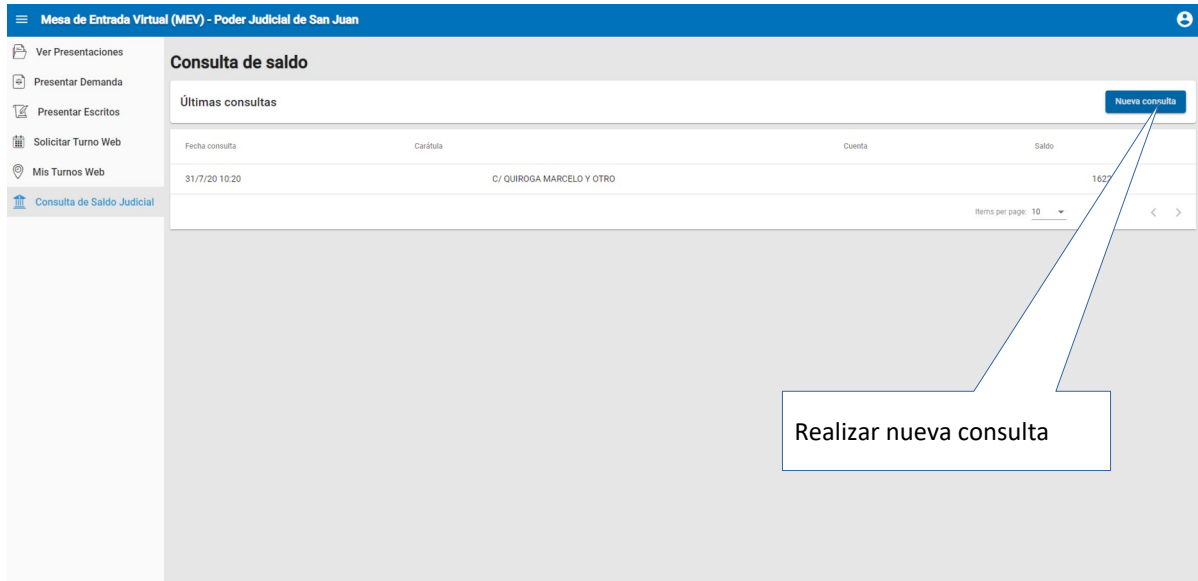 Mesa de Entrada Virtual (MEV) - Poder Judicial de San Juan
Ver Presentaciones
Presentar Demanda
Presentar Escritos
Solicitar Turno Web
Mis Turnos Web
Consulta de Saldo Judicial
Consulta de saldo
Últimas consultas
Nueva consulta
Fecha consulta Carátula Cuenta Saldo
31/7/20 10:20 C/ QUIROGA MARCELO Y OTRO 1622
Items per page: 10
Realizar nueva consulta